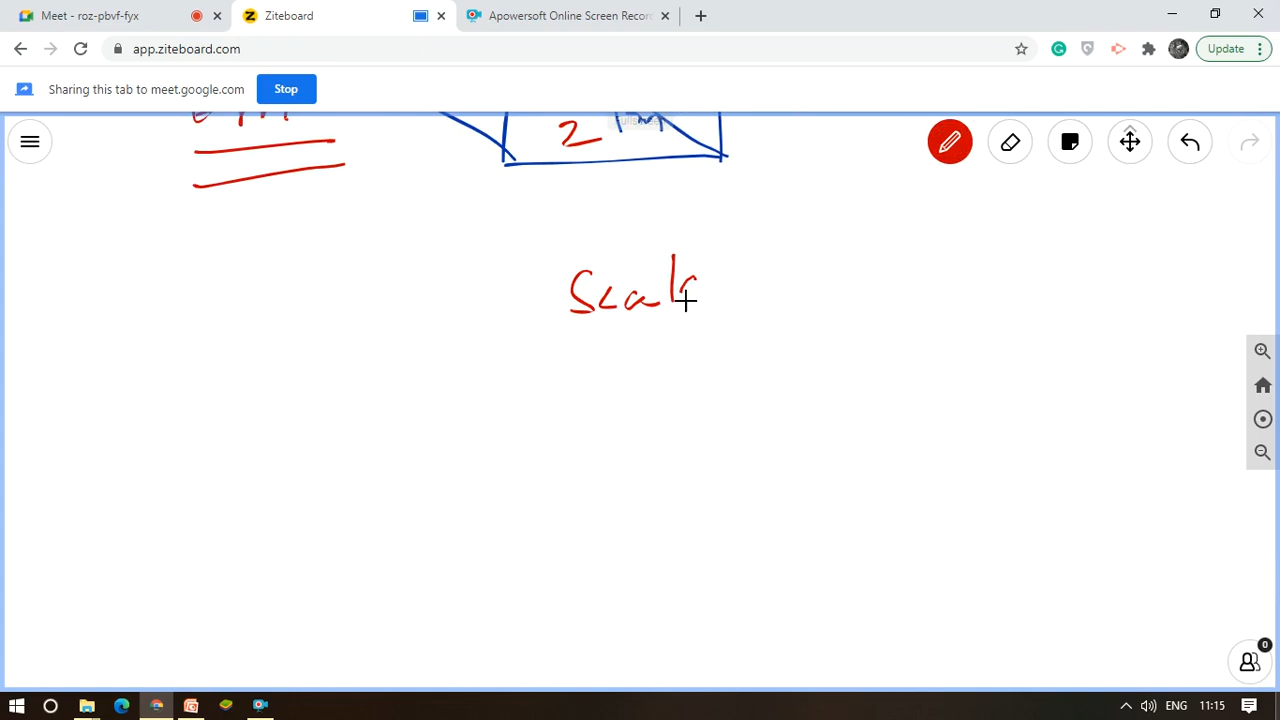 Meet - roz-pbvf-fyx
Ziteboard
Apowersoft Online Screen Recor
app.ziteboard.com
Update
Sharing this tab to meet.google.com
Stop
2
0
ENG
11:15